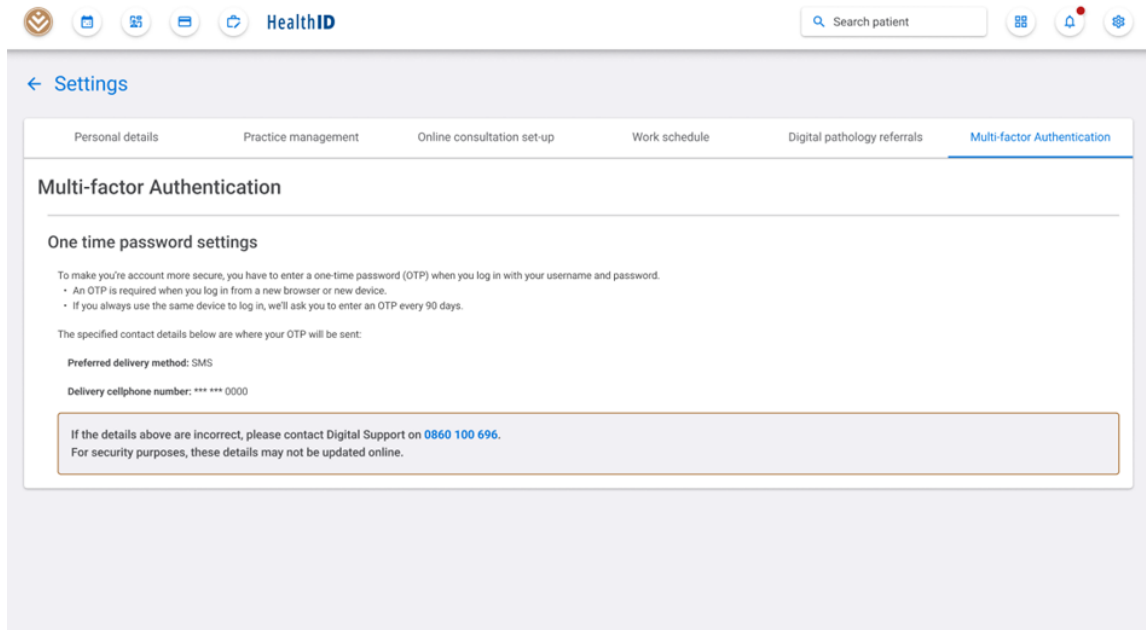 HealthID
Search patient
Settings
Personal details
Practice management
Online consultation set-up
Work schedule
Digital pathology referrals
Multi-factor Authentication
Multi-factor Authentication
One time password settings
To make you're account more secure, you have to enter a one-time password (OTP) when you log in with your username and password.
• An OTP is required when you log in from a new browser or new device.
• If you always use the same device to log in, we'll ask you to enter an OTP every 90 days.
The specified contact details below are where your OTP will be sent:
Preferred delivery method: SMS
Delivery cellphone number: *** *** 0000
If the details above are incorrect, please contact Digital Support on 0860 100 696.
For security purposes, these details may not be updated online.